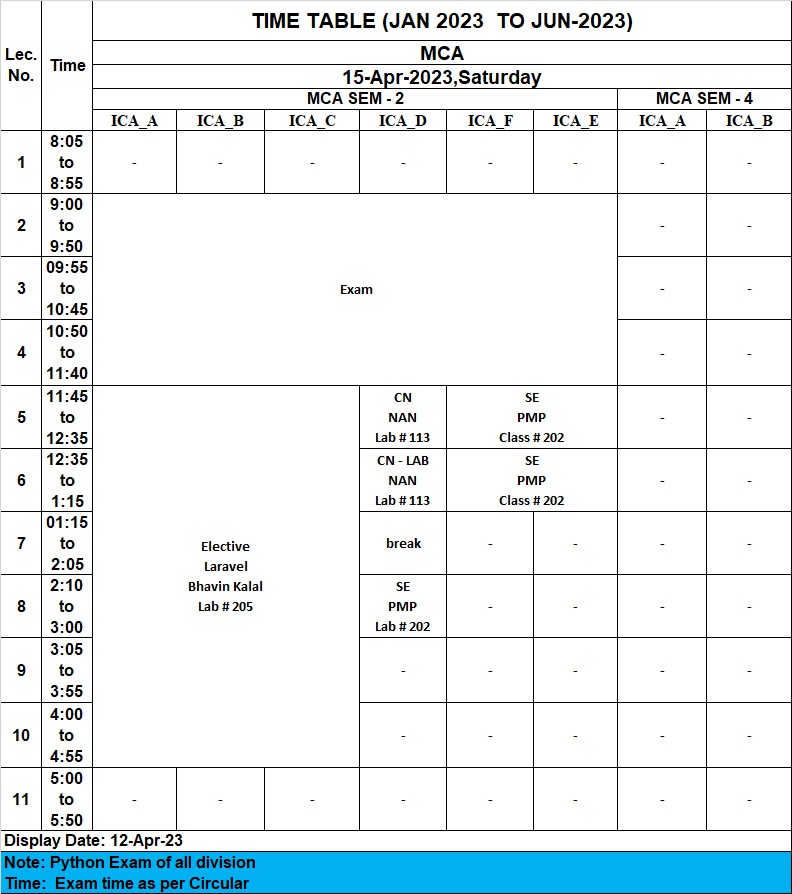 TIME TABLE (JAN 2023 TO JUN-2023)
Lec. No. Time
MCA
15-Apr-2023,Saturday
MCA SEM - 2 MCA SEM - 4
ICA_A ICA_B ICA_C ICA_D ICA_F ICA_E ICA_A ICA_B
1 8:05 to 8:55 - - - - - - - -
2 9:00 to 9:50 - -
3 09:55 to 10:45 Exam - -
4 10:50 to 11:40 - -
5 11:45 to 12:35 CN NAN Lab # 113 SE PMP Class # 202 - -
6 12:35 to 1:15 CN - LAB NAN Lab # 113 SE PMP Class # 202 - -
7 01:15 to 2:05 break - - - -
Elective
Laravel
Bhavin Kalal
Lab # 205
8 2:10 to 3:00 SE PMP Lab # 202 - - - -
9 3:05 to 3:55 - - - - -
10 4:00 to 4:55 - - - - -
11 5:00 to 5:50 - - - - - - - -
Display Date: 12-Apr-23
Note: Python Exam of all division
Time: Exam time as per Circular